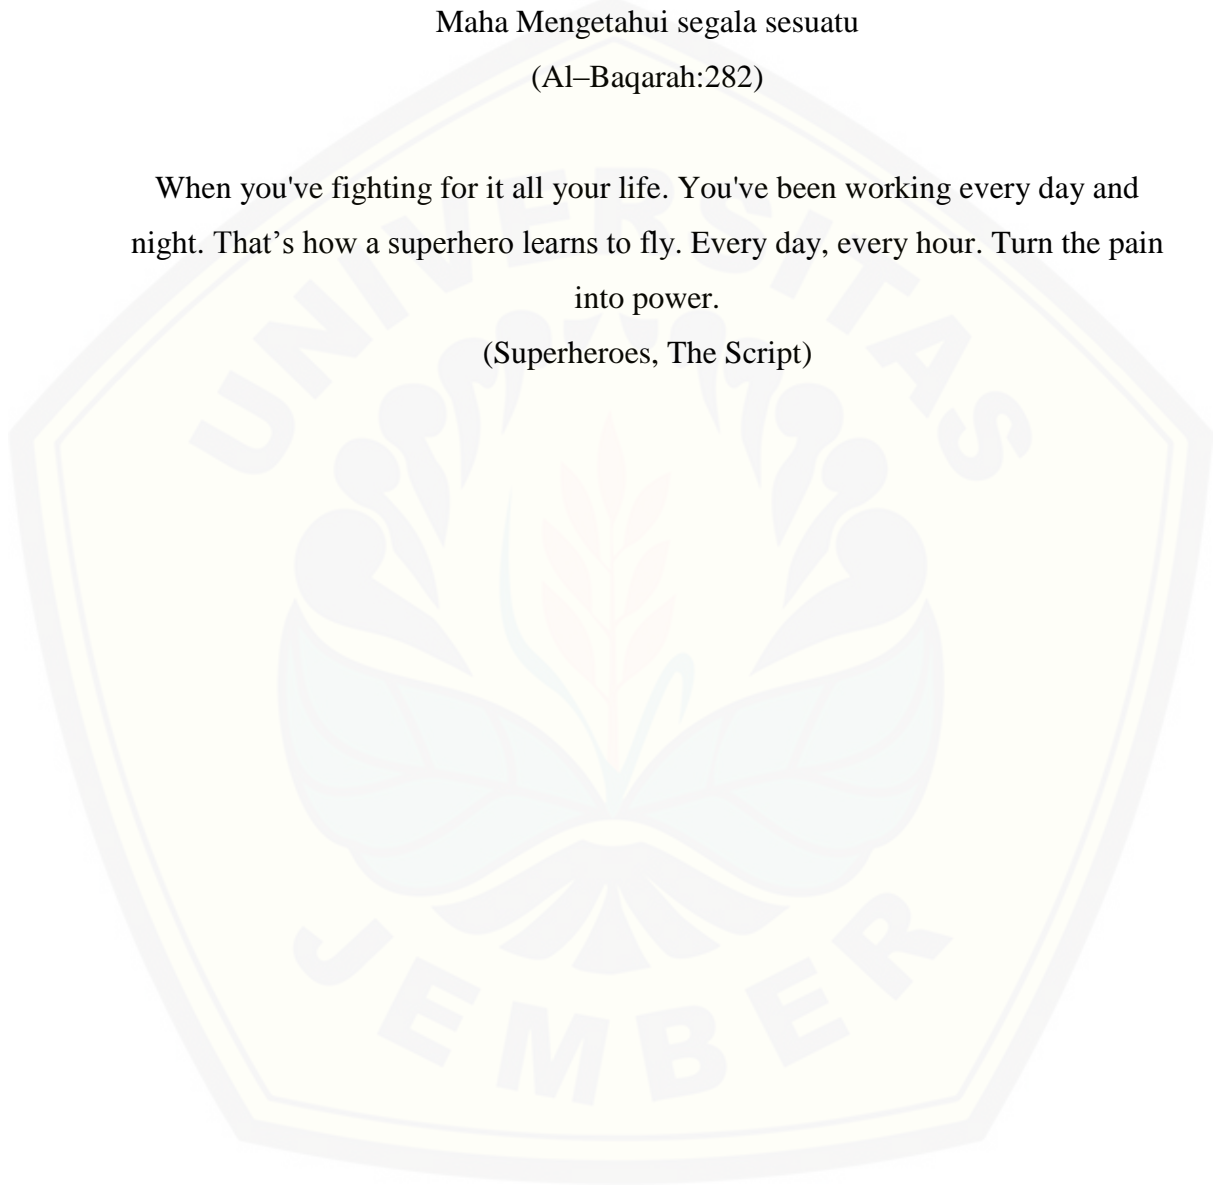 Maha Mengetahui segala sesuatu
(Al–Baqarah:282)
When you've fighting for it all your life. You've been working every day and
night. That’s how a superhero learns to fly. Every day, every hour. Turn the pain
into power.
(Superheroes, The Script)
UNIVERSITAS
JEMBER